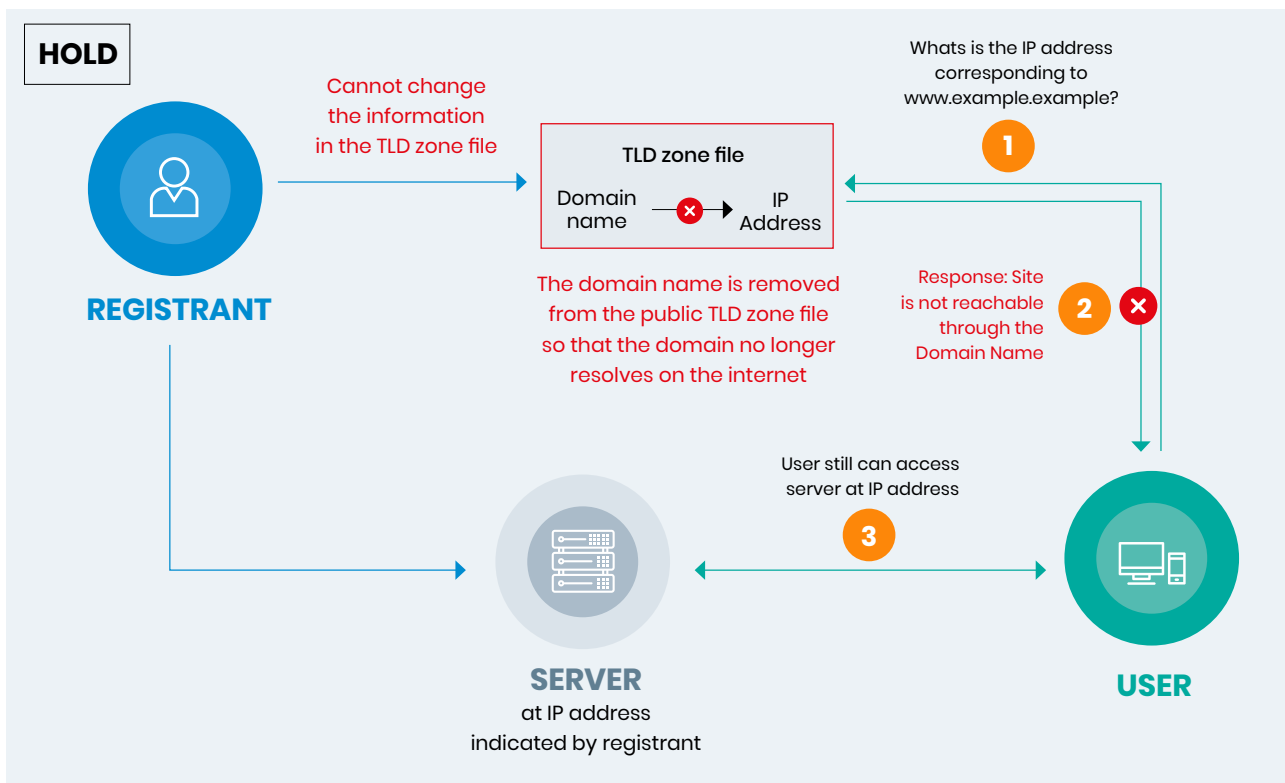 HOLD
Cannot change
the information
in the TLD zone file
Whats is the IP address
corresponding to
www.example.example?
1
TLD zone file
Domain
name
IP
Address
REGISTRANT
The domain name is removed
from the public TLD zone file
so that the domain no longer
resolves on the internet
Response: Site
is not reachable
through the
Domain Name
2
User still can access
server at IP address
3
SERVER
at IP address
indicated by registrant
USER